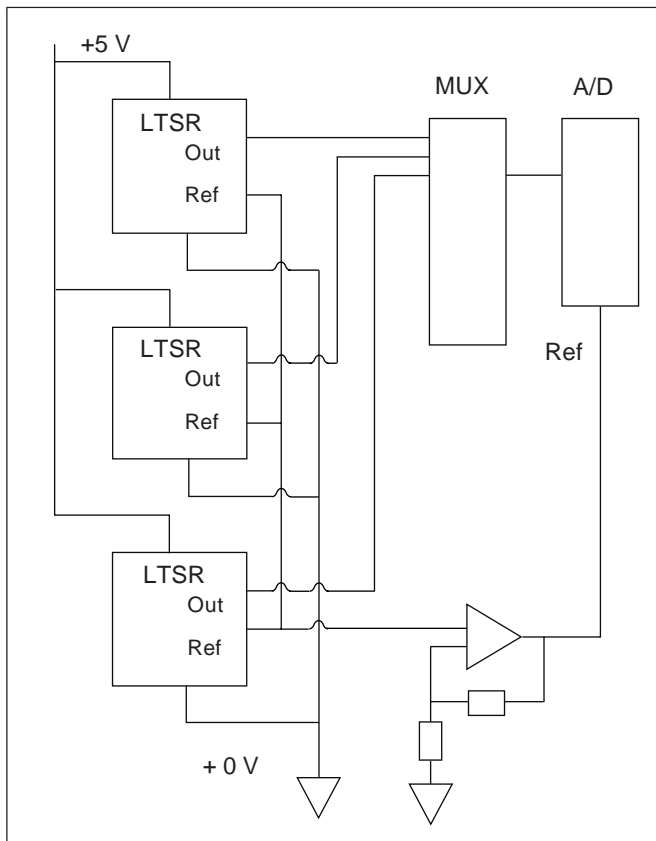 +5 V
MUX
A/D
LTSR
Out
Ref
LTSR
Out
Ref
Ref
LTSR
Out
Ref
+ 0 V